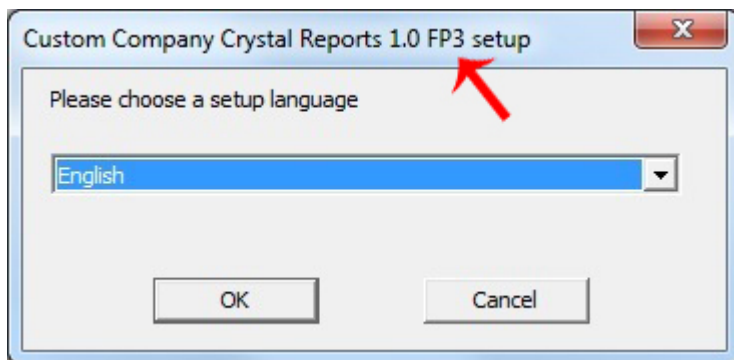 Custom Company Crystal Reports 1.0 FP3 setup
Please choose a setup language
English
OK
Cancel